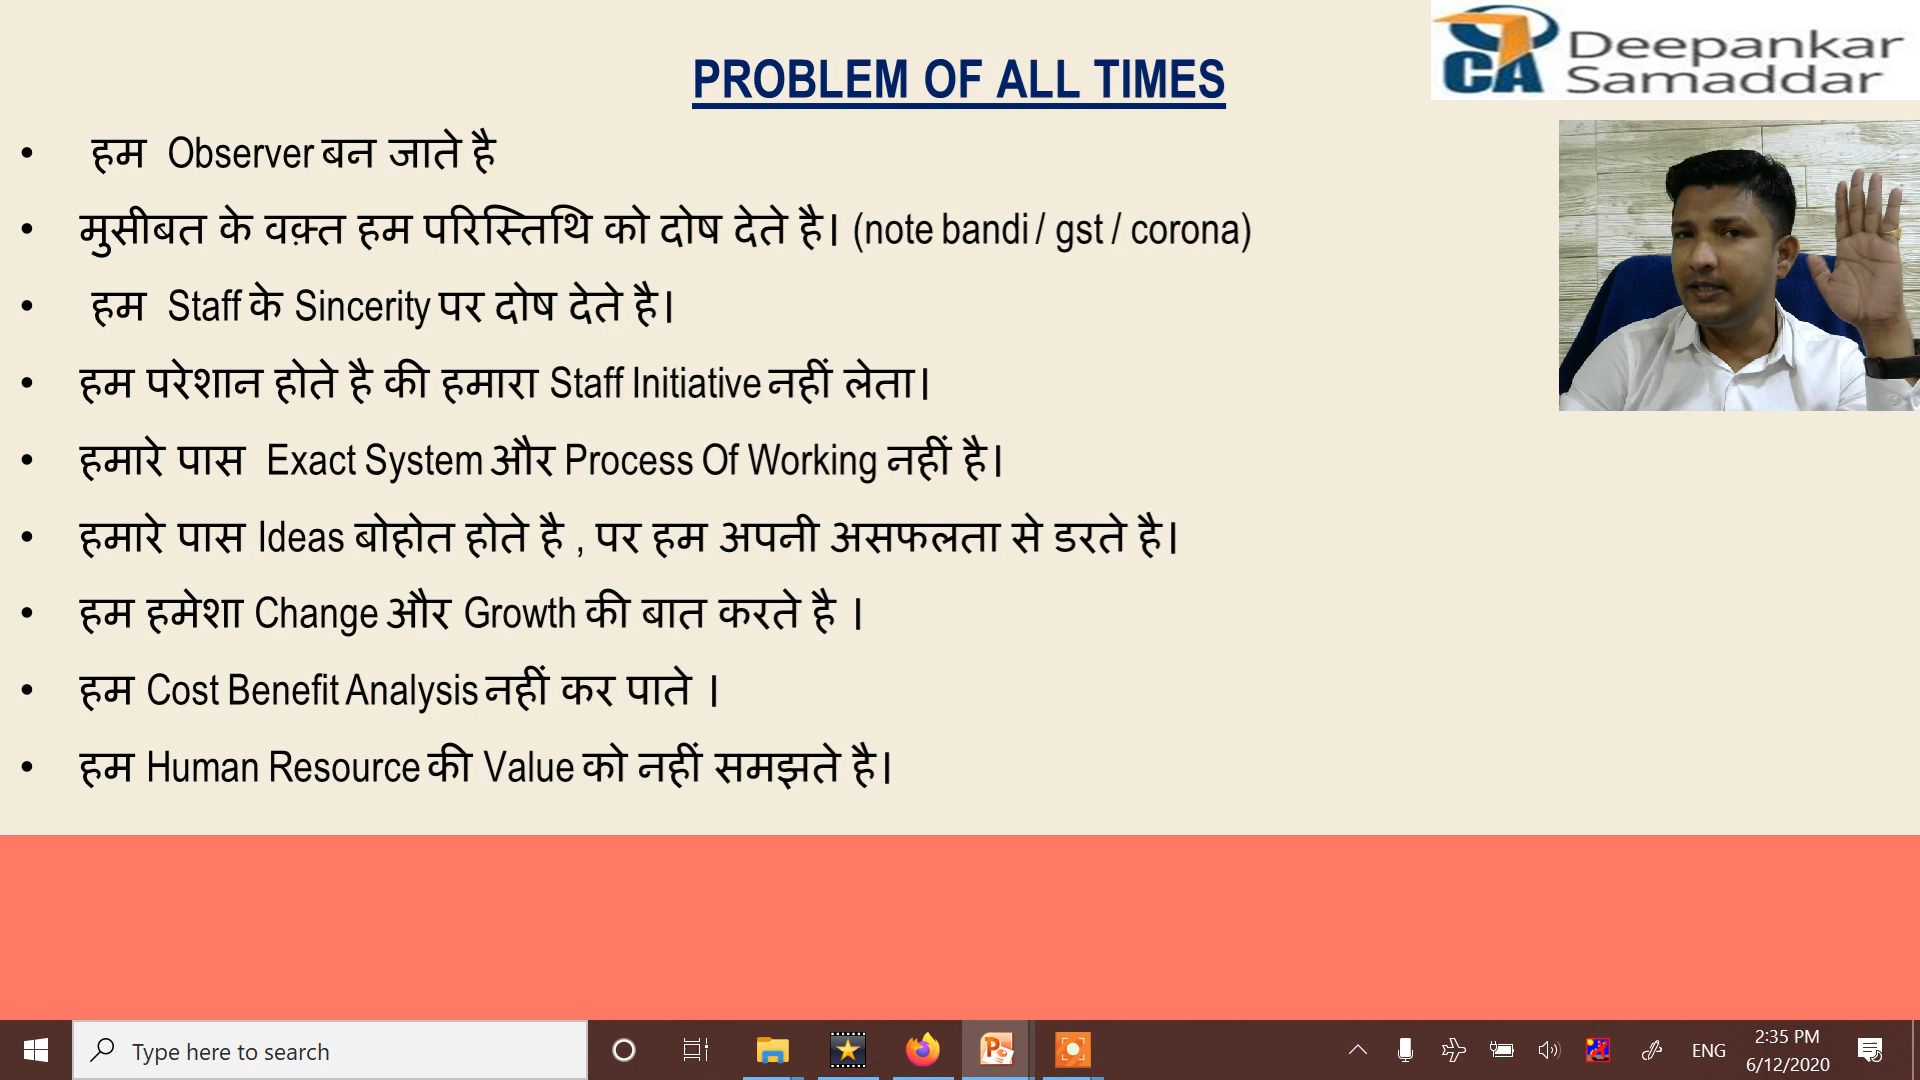 PROBLEM OF ALL TIMES
CA Deepankar Samaddar
• हम Observer बन जाते है
• मुसीबत के वक़्त हम परिस्तिथि को दोष देते है। (note bandi / gst / corona)
• हम Staff के Sincerity पर दोष देते है।
• हम परेशान होते है की हमारा Staff Initiative नहीं लेता।
• हमारे पास Exact System और Process Of Working नहीं है।
• हमारे पास Ideas बोहोत होते है , पर हम अपनी असफलता से डरते है।
• हम हमेशा Change और Growth की बात करते है ।
• हम Cost Benefit Analysis नहीं कर पाते ।
• हम Human Resource की Value को नहीं समझते है।
Type here to search
ENG
2:35 PM
6/12/2020